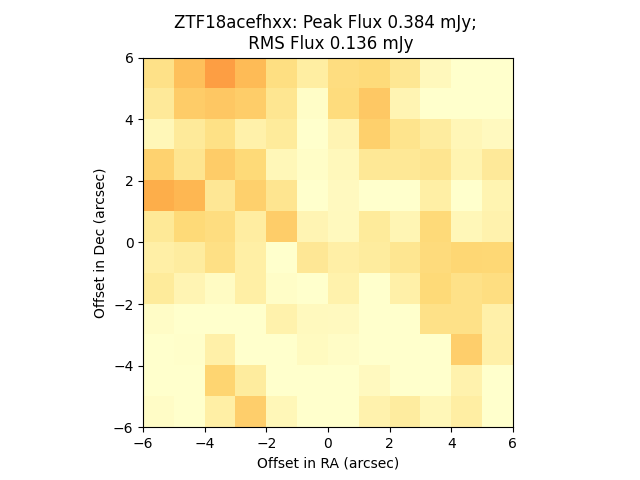 ZTF18acefhxx: Peak Flux 0.384 mJy;
RMS Flux 0.136 mJy
6
4
2
0
−2
−4
−6
Offset in Dec (arcsec)
−6 −4 −2 0 2 4 6
Offset in RA (arcsec)